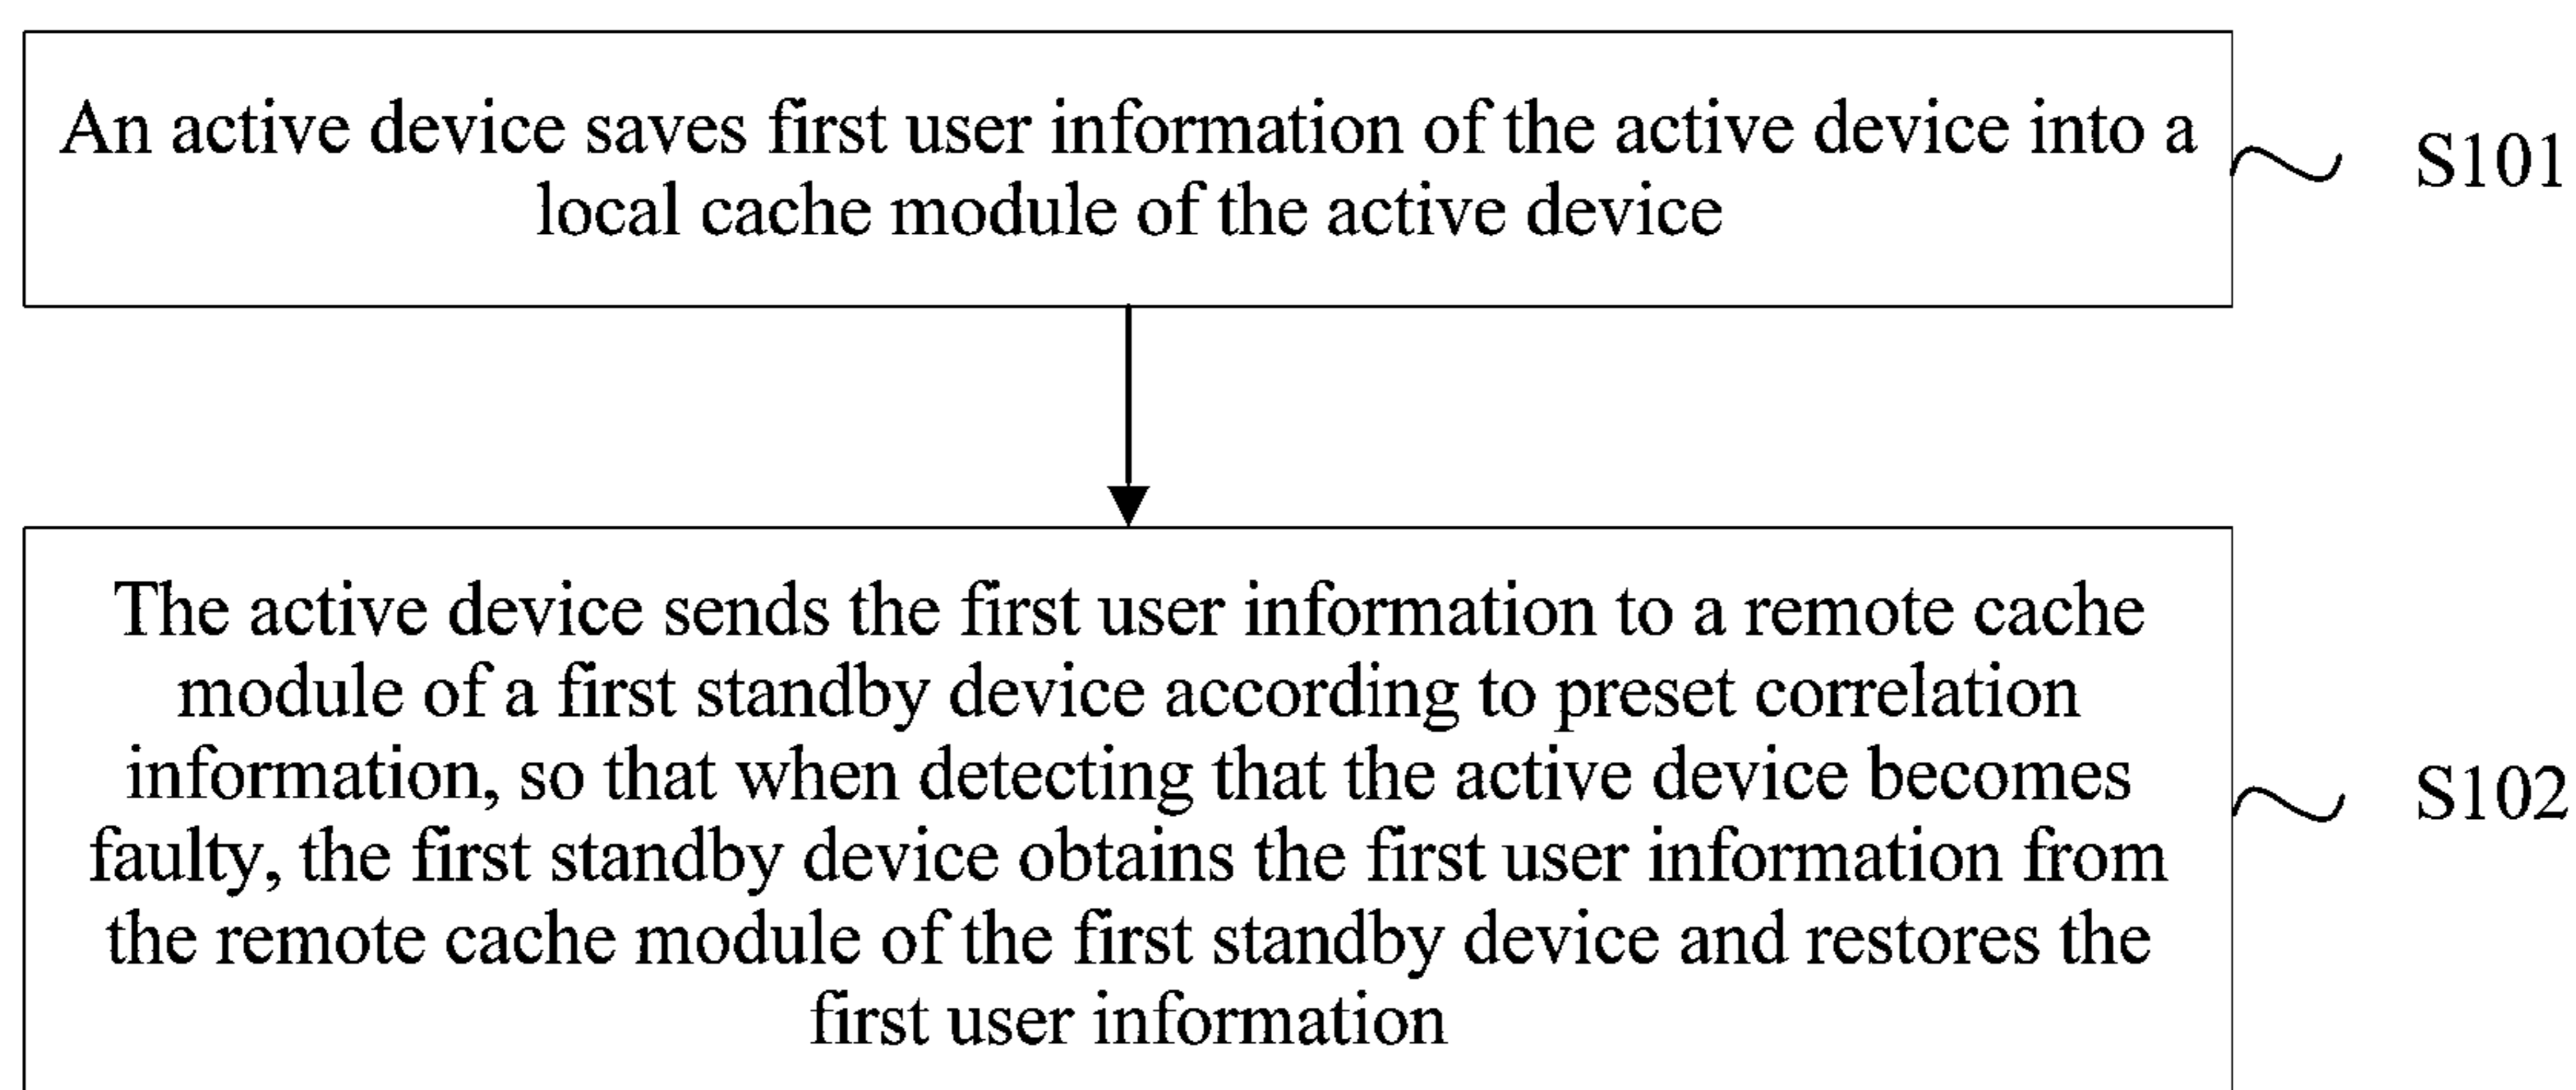 An active device saves first user information of the active device into a
local cache module of the active device
S101
The active device sends the first user information to a remote cache
module of a first standby device according to preset correlation
information, so that when detecting that the active device becomes
faulty, the first standby device obtains the first user information from
the remote cache module of the first standby device and restores the
first user information
S102